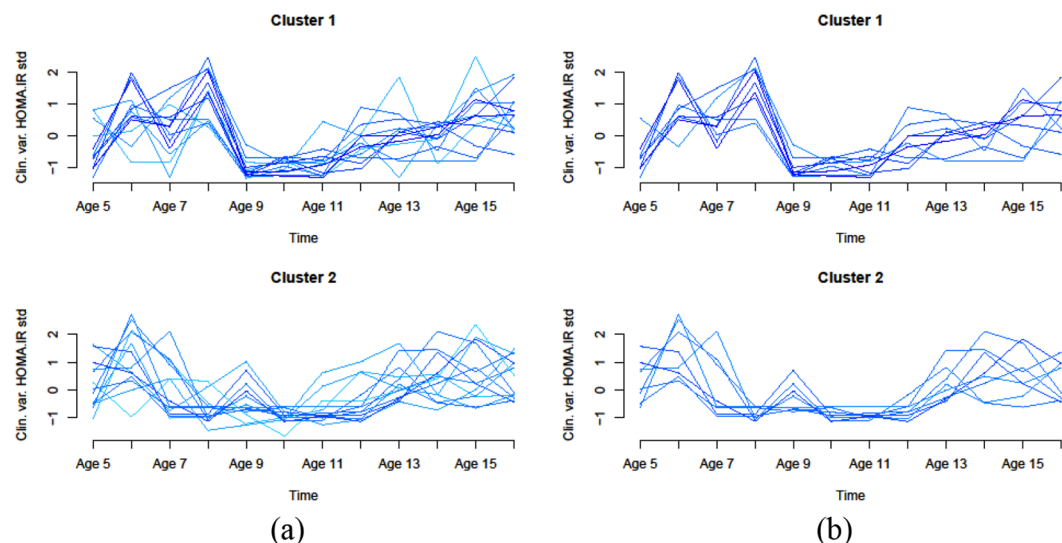 Cluster 1
Clin. var. HOMA.IR std
2
1
0
−1
Age 5 Age 7 Age 9 Age 11 Age 13 Age 15
Time
Cluster 2
Clin. var. HOMA.IR std
2
1
0
−1
Age 5 Age 7 Age 9 Age 11 Age 13 Age 15
Time
(a)
Cluster 1
Clin. var. HOMA.IR std
2
1
0
−1
Age 5 Age 7 Age 9 Age 11 Age 13 Age 15
Time
Cluster 2
Clin. var. HOMA.IR std
2
1
0
−1
Age 5 Age 7 Age 9 Age 11 Age 13 Age 15
Time
(b)